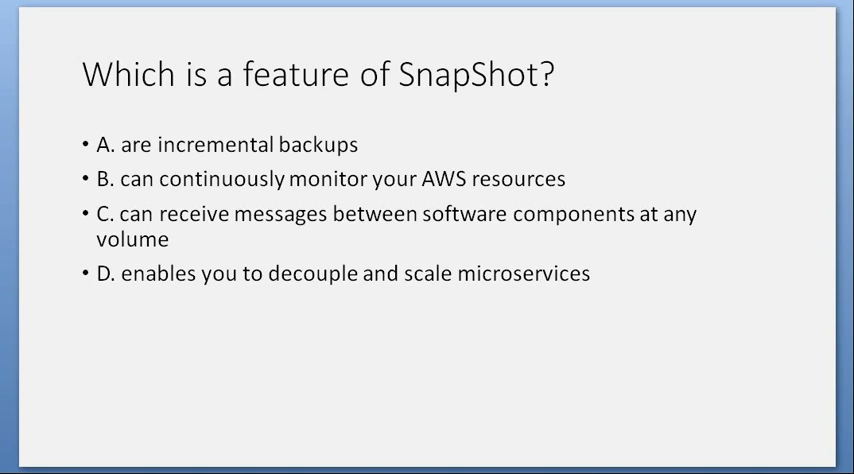 Which is a feature of SnapShot?
• A. are incremental backups
• B. can continuously monitor your AWS resources
• C. can receive messages between software components at any
volume
• D. enables you to decouple and scale microservices